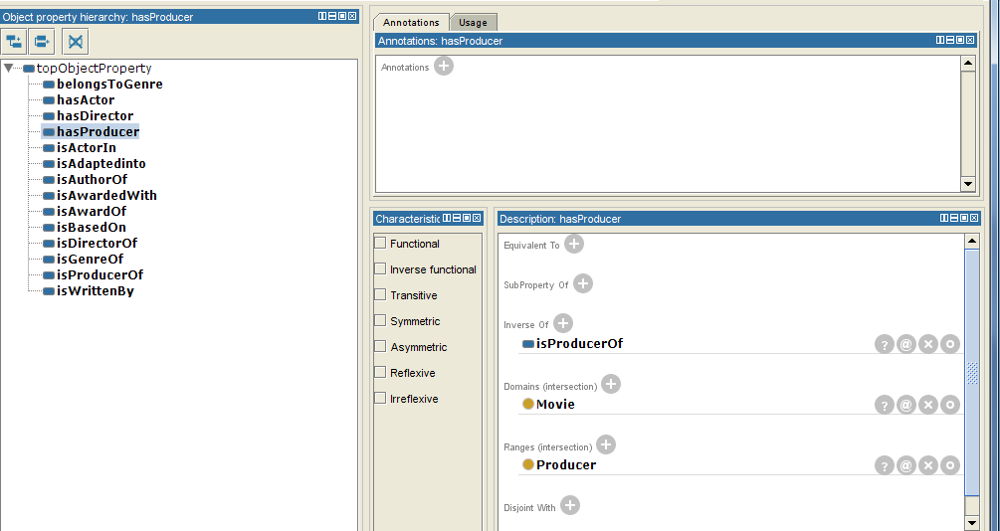 Object property hierarchy: hasProducer
topObjectProperty
belongsToGenre
hasActor
hasDirector
hasProducer
isActorIn
isAdaptedinto
isAuthorOf
isAwardedWith
isAwardOf
isBasedOn
isDirectorOf
isGenreOf
isProducerOf
isWrittenBy
Annotations Usage
Annotations: hasProducer
Annotations
Characteristic
Functional
Inverse functional
Transitive
Symmetric
Asymmetric
Reflexive
Irreflexive
Description: hasProducer
Equivalent To
SubProperty Of
Inverse Of
isProducerOf
Domains (intersection)
Movie
Ranges (intersection)
Producer
Disjoint With